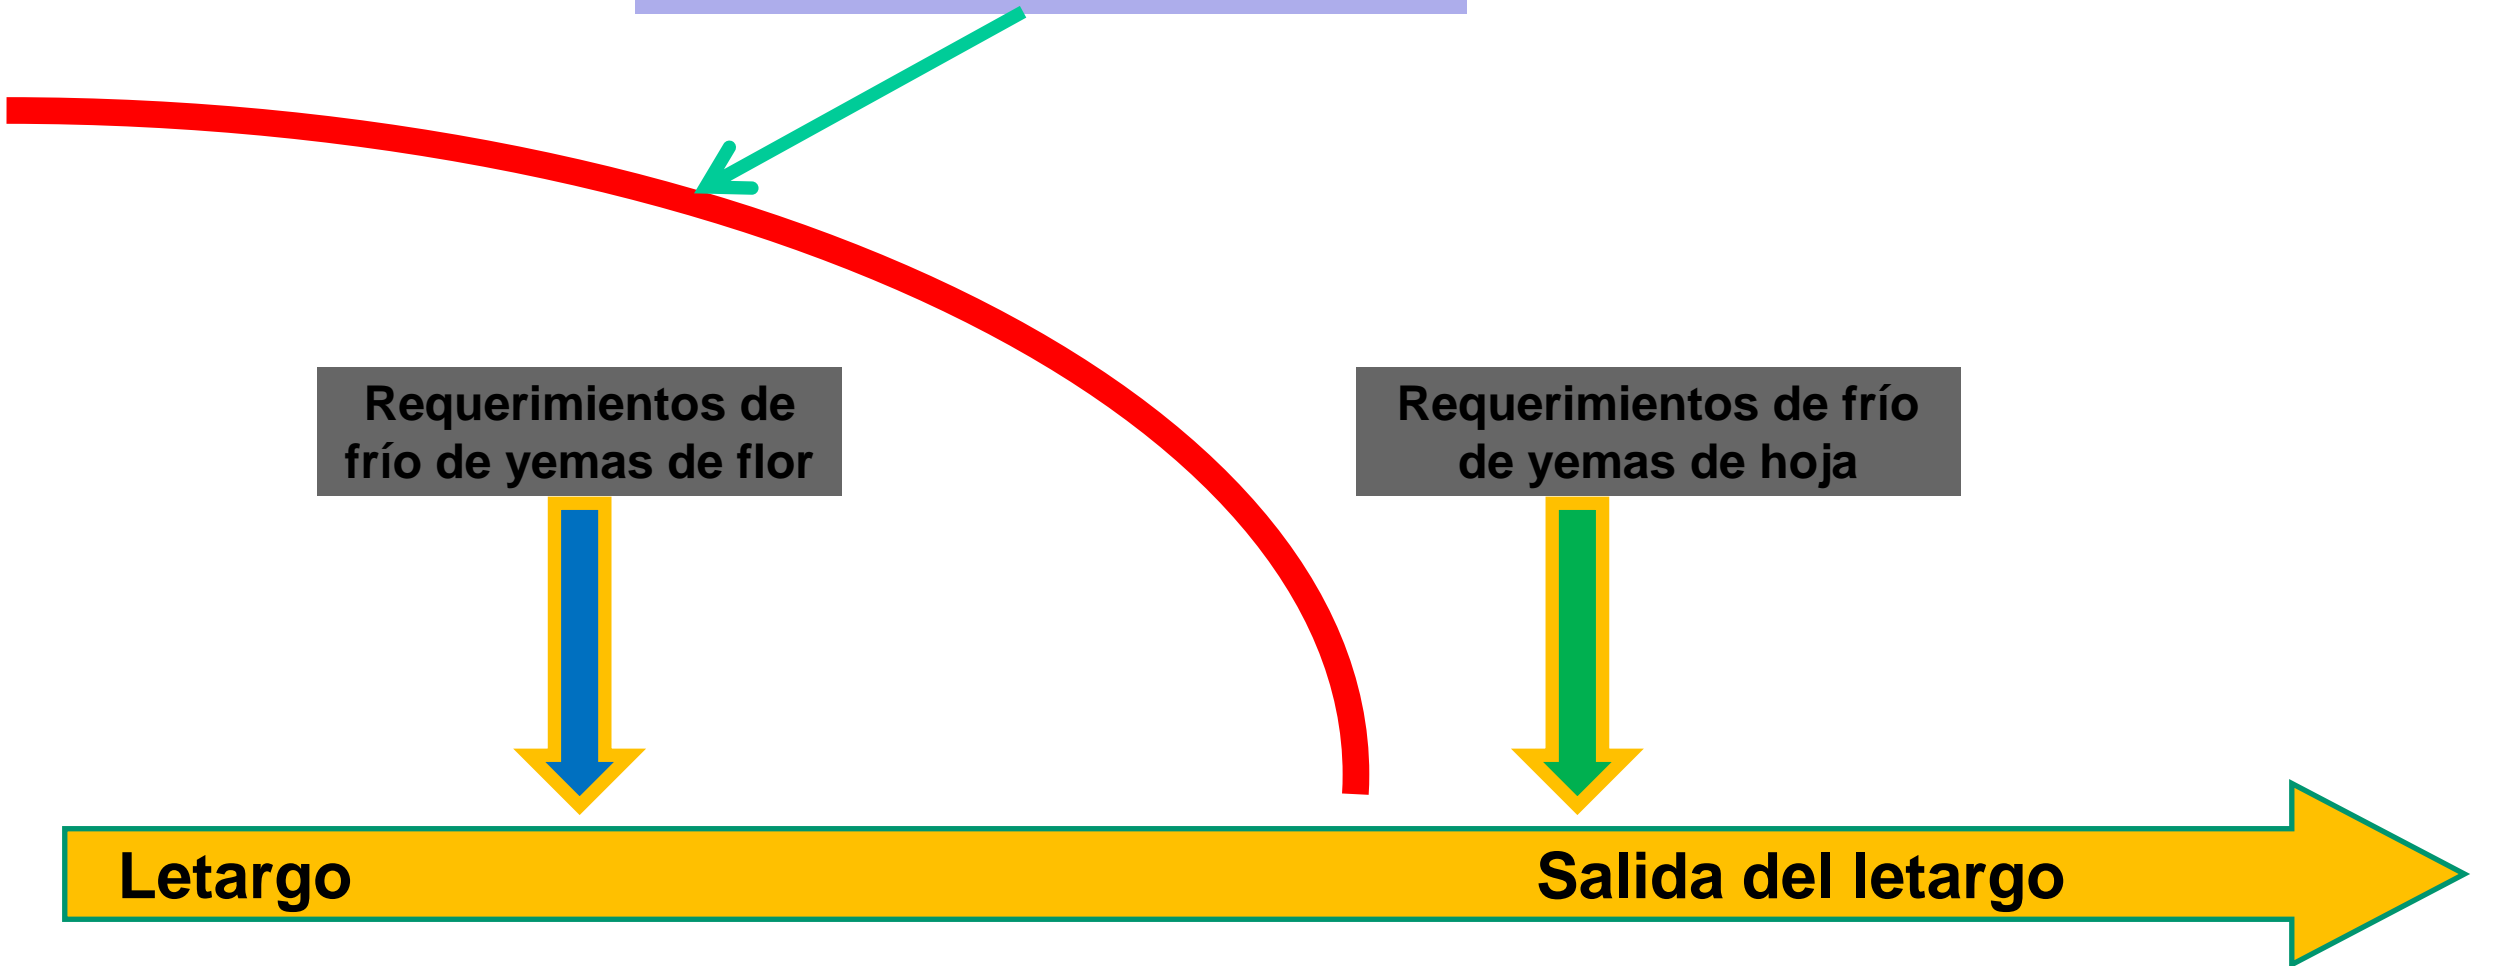 Requerimientos de
frío de yemas de flor
Requerimientos de frío
de yemas de hoja
Letargo
Salida del letargo